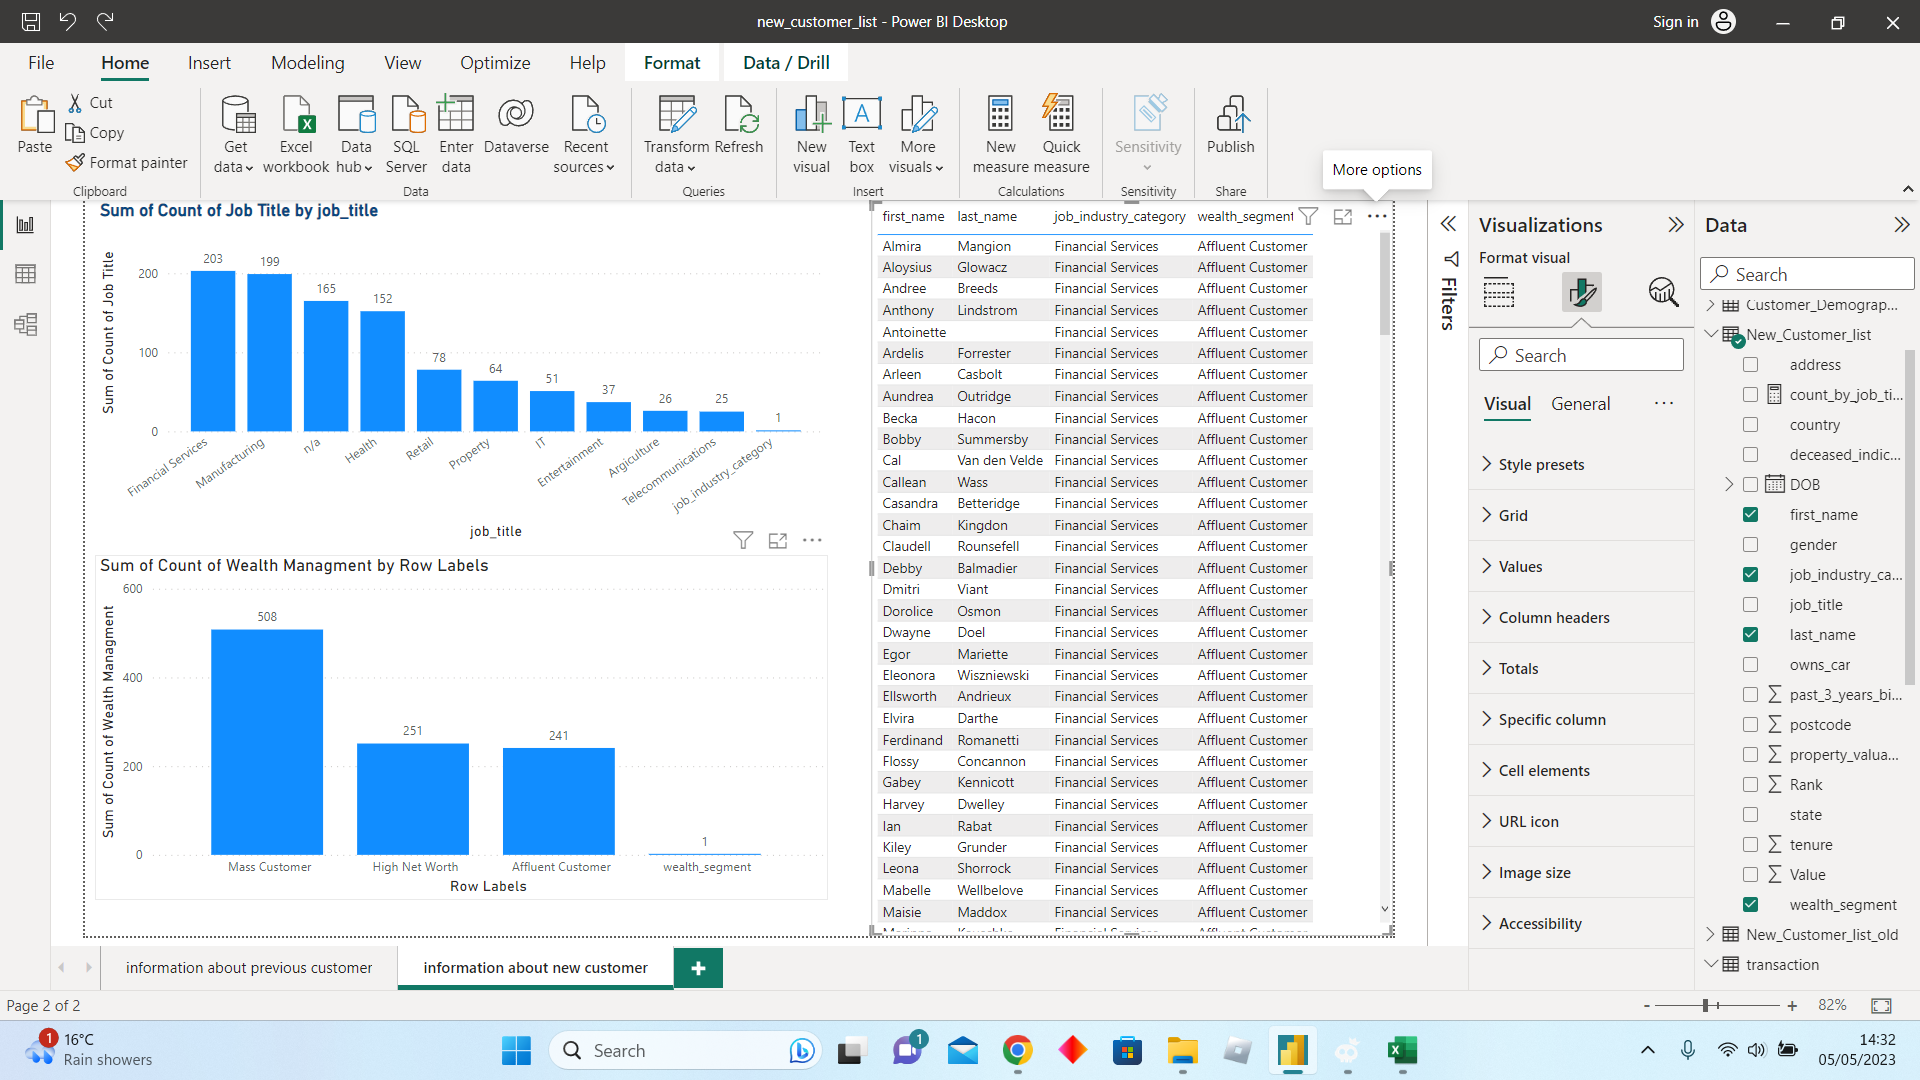 new_customer_list - Power BI Desktop
Sign in
File Home Insert Modeling View Optimize Help Format Data / Drill
Paste
Cut
Copy
Format painter
Clipboard
Get data
Excel workbook
Data hub
SQL Server
Enter data
Dataverse
Recent sources
Data
Transform data
Refresh
Queries
New visual
Text box
More visuals
Insert
New measure
Quick measure
Calculations
Sensitivity
Sensitivity
Publish
Share
More options
Sum of Count of Job Title by job_title
Sum of Count of Job Title
200
100
0
203 199 165 152 78 64 51 37 26 25 1
Financial Services Manufacturing n/a Health Retail Property IT Entertainment Argiculture Telecommunications job_industry_category
job_title
Sum of Count of Wealth Managment by Row Labels
Sum of Count of Wealth Managment
600
400
200
0
508 251 241 1
Mass Customer High Net Worth Affluent Customer wealth_segment
Row Labels
first_name last_name job_industry_category wealth_segment
Almira Mangion Financial Services Affluent Customer
Aloysius Glowacz Financial Services Affluent Customer
Andree Breeds Financial Services Affluent Customer
Anthony Lindstrom Financial Services Affluent Customer
Antoinette Financial Services Affluent Customer
Ardelis Forrester Financial Services Affluent Customer
Arleen Casbolt Financial Services Affluent Customer
Aundrea Outridge Financial Services Affluent Customer
Becka Hacon Financial Services Affluent Customer
Bobby Summersby Financial Services Affluent Customer
Cal Van den Velde Financial Services Affluent Customer
Callean Wass Financial Services Affluent Customer
Casandra Betteridge Financial Services Affluent Customer
Chaim Kingdon Financial Services Affluent Customer
Claudell Rounsefell Financial Services Affluent Customer
Debby Balmadier Financial Services Affluent Customer
Dmitri Viant Financial Services Affluent Customer
Dorolice Osmon Financial Services Affluent Customer
Dwayne Doel Financial Services Affluent Customer
Egor Mariette Financial Services Affluent Customer
Eleonora Wiszniewski Financial Services Affluent Customer
Ellsworth Andrieux Financial Services Affluent Customer
Elvira Darthe Financial Services Affluent Customer
Ferdinand Romanetti Financial Services Affluent Customer
Flossy Concannon Financial Services Affluent Customer
Gabey Kennicott Financial Services Affluent Customer
Harvey Dwelley Financial Services Affluent Customer
Ian Rabat Financial Services Affluent Customer
Kiley Grunder Financial Services Affluent Customer
Leona Shorrock Financial Services Affluent Customer
Mabelle Wellbelove Financial Services Affluent Customer
Maisie Maddox Financial Services Affluent Customer
Filters
Visualizations
Format visual
Search
Visual General
Style presets
Grid
Values
Column headers
Totals
Specific column
Cell elements
URL icon
Image size
Accessibility
Data
Search
Customer_Demograp...
New_Customer_list
address
count_by_job_ti...
country
deceased_indic...
DOB
first_name
gender
job_industry_ca...
job_title
last_name
owns_car
past_3_years_bi...
postcode
property_valua...
Rank
state
tenure
Value
wealth_segment
New_Customer_list_old
transaction
information about previous customer
information about new customer
Page 2 of 2
- + 82%
1
16°C
Rain showers
Search
1
14:32
05/05/2023